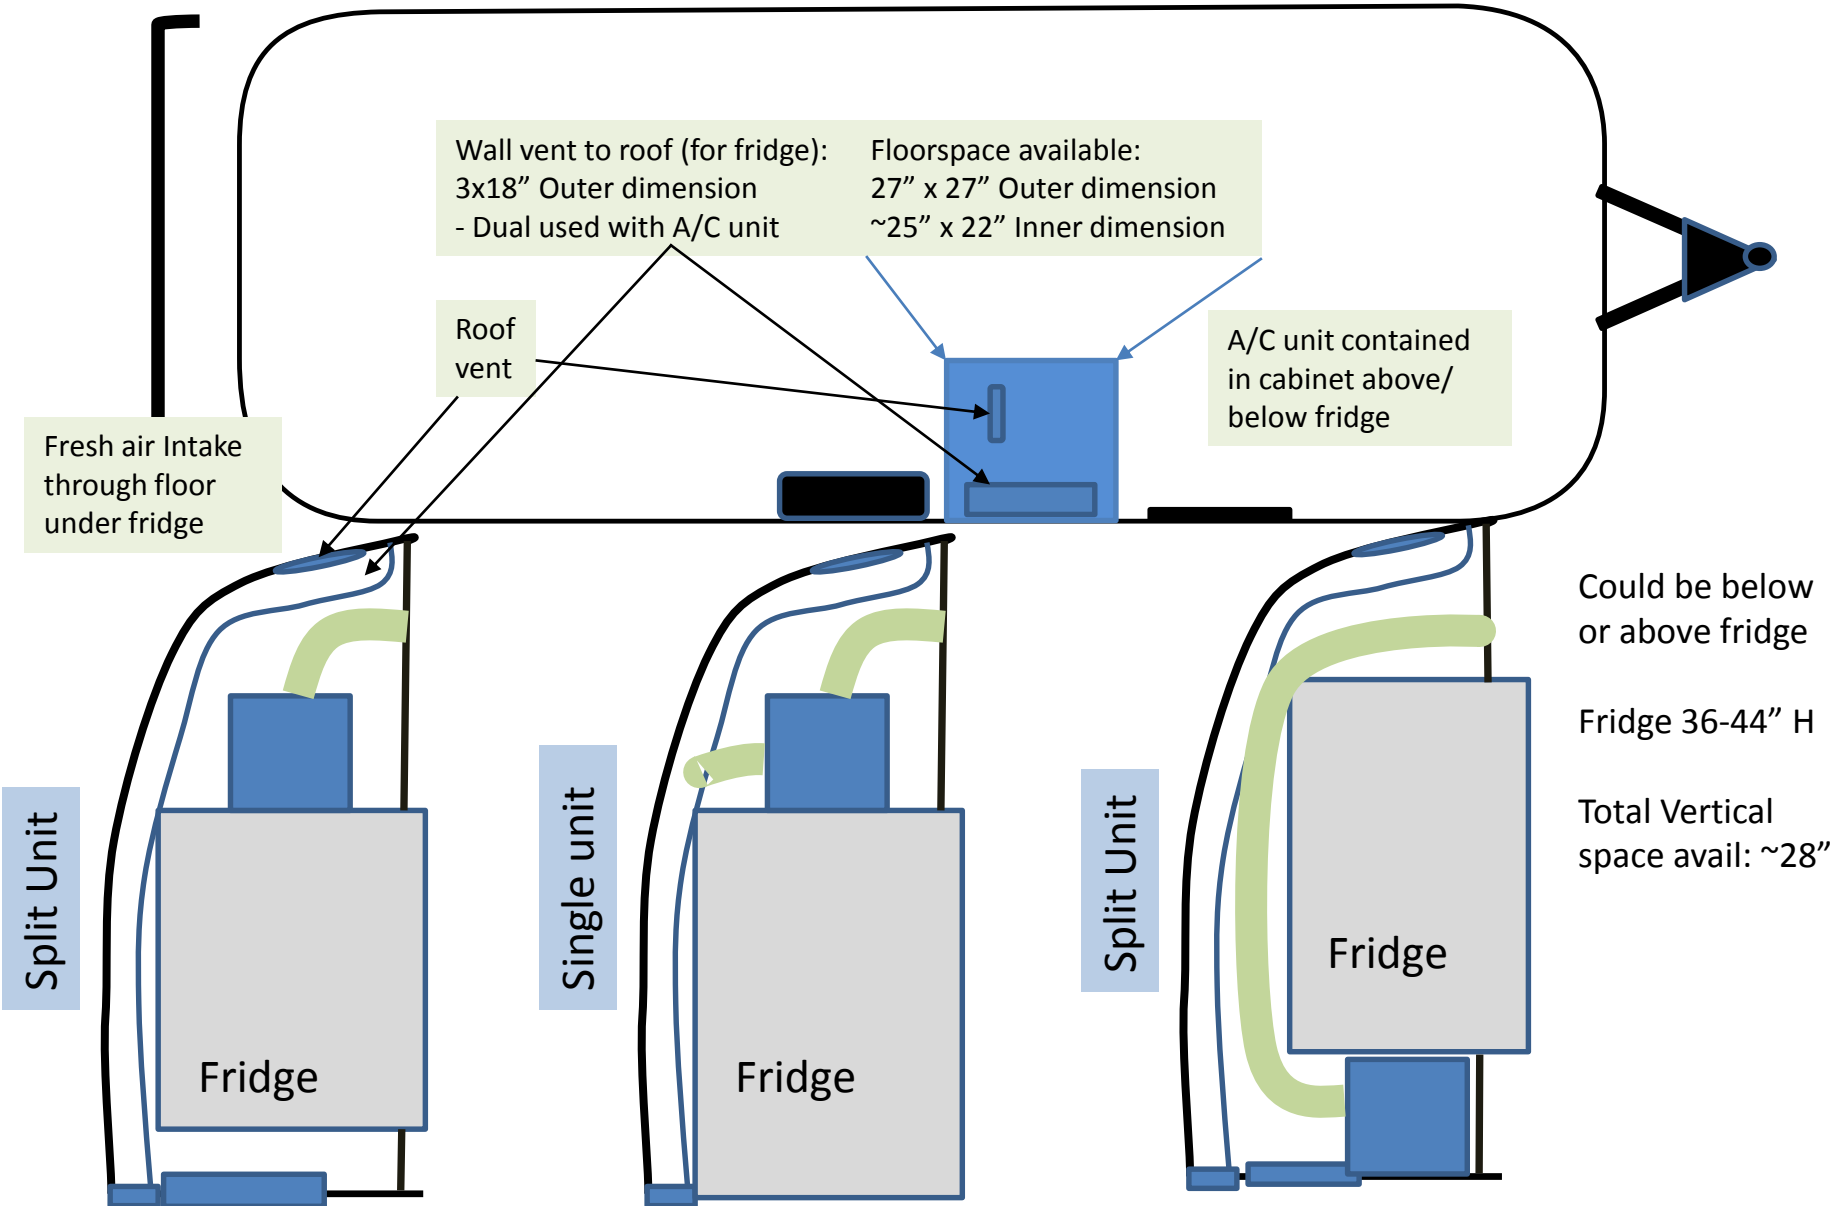 Wall vent to roof (for fridge):
3x18” Outer dimension
- Dual used with A/C unit
Floorspace available:
27” x 27” Outer dimension
~25” x 22” Inner dimension
Roof
vent
A/C unit contained
in cabinet above/
below fridge
Fresh air Intake
through floor
under fridge
Could be below
or above fridge
Fridge 36-44” H
Total Vertical
space avail: ~28”
Split Unit
Fridge
Single unit
Fridge
Split Unit
Fridge